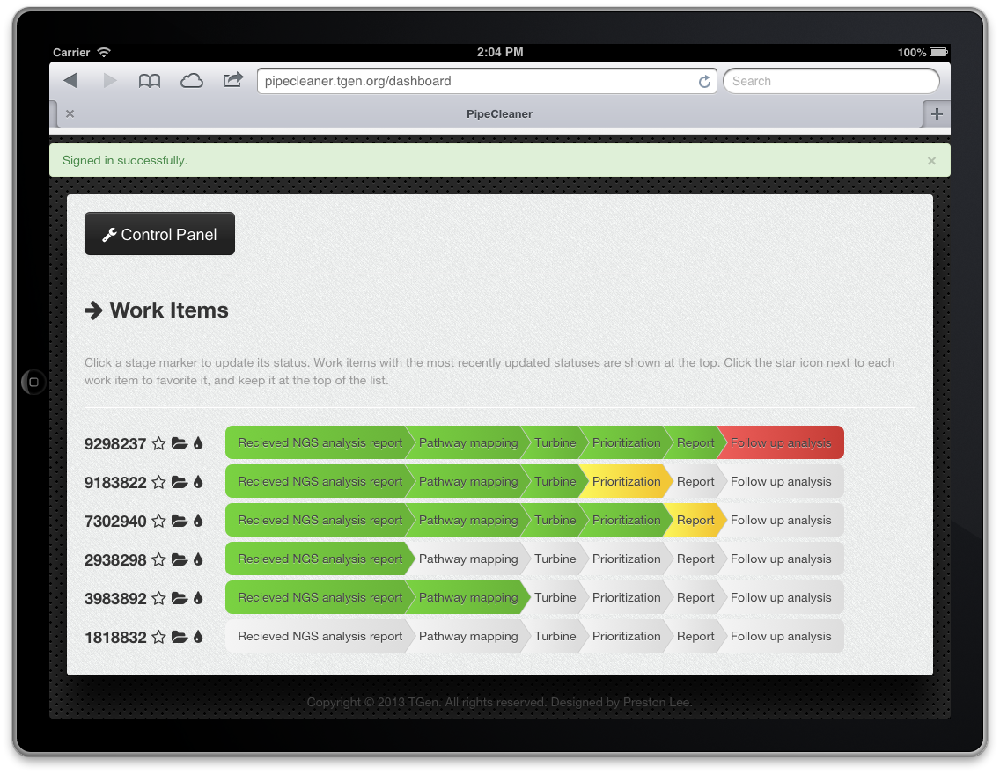 Carrier 2:04 PM 100%
pipecleaner.tgen.org/dashboard Search
PipeCleaner
Signed in successfully. ×
Control Panel
Work Items
Click a stage marker to update its status. Work items with the most recently updated statuses are shown at the top. Click the star icon next to each
work item to favorite it, and keep it at the top of the list.
9298237 Recieved NGS analysis report Pathway mapping Turbine Prioritization Report Follow up analysis
9183822 Recieved NGS analysis report Pathway mapping Turbine Prioritization Report Follow up analysis
7302940 Recieved NGS analysis report Pathway mapping Turbine Prioritization Report Follow up analysis
2938298 Recieved NGS analysis report Pathway mapping Turbine Prioritization Report Follow up analysis
3983892 Recieved NGS analysis report Pathway mapping Turbine Prioritization Report Follow up analysis
1818832 Recieved NGS analysis report Pathway mapping Turbine Prioritization Report Follow up analysis
Copyright © 2013 TGen. All rights reserved. Designed by Preston Lee.